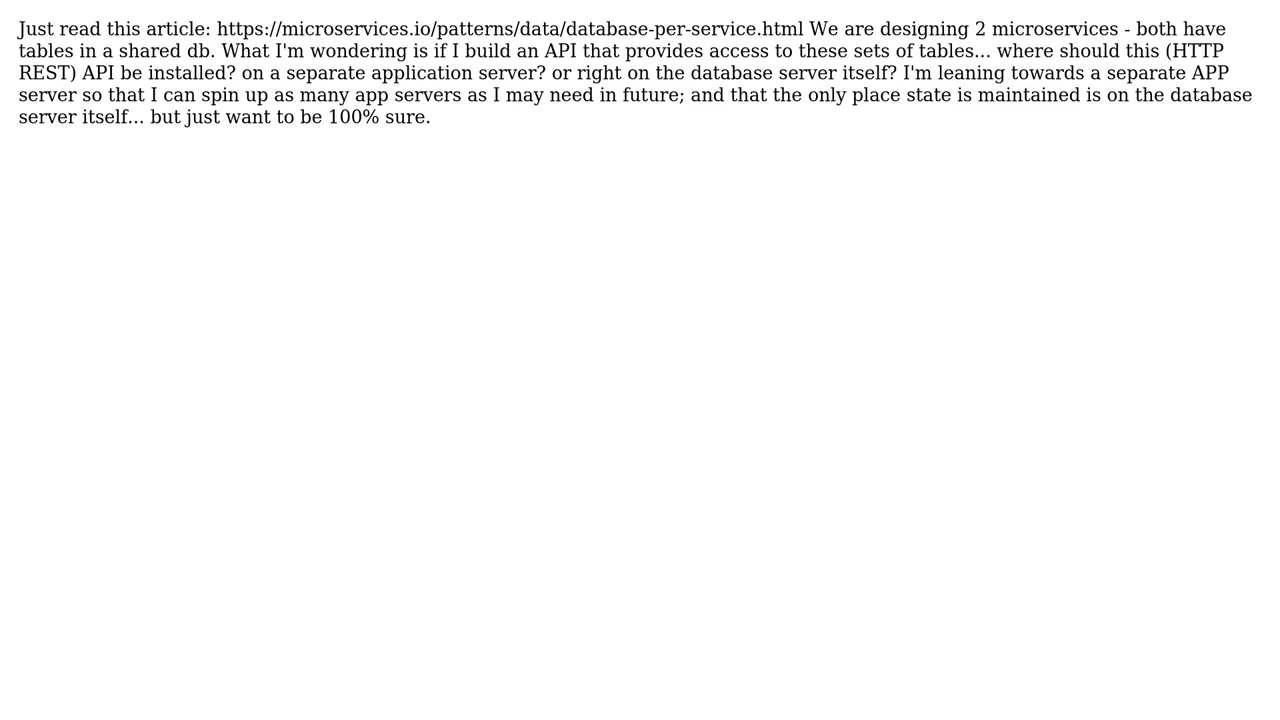 Just read this article: https://microservices.io/patterns/data/database-per-service.html We are designing 2 microservices - both have
tables in a shared db. What I'm wondering is if I build an API that provides access to these sets of tables... where should this (HTTP
REST) API be installed? on a separate application server? or right on the database server itself? I'm leaning towards a separate APP
server so that I can spin up as many app servers as I may need in future; and that the only place state is maintained is on the database
server itself... but just want to be 100% sure.